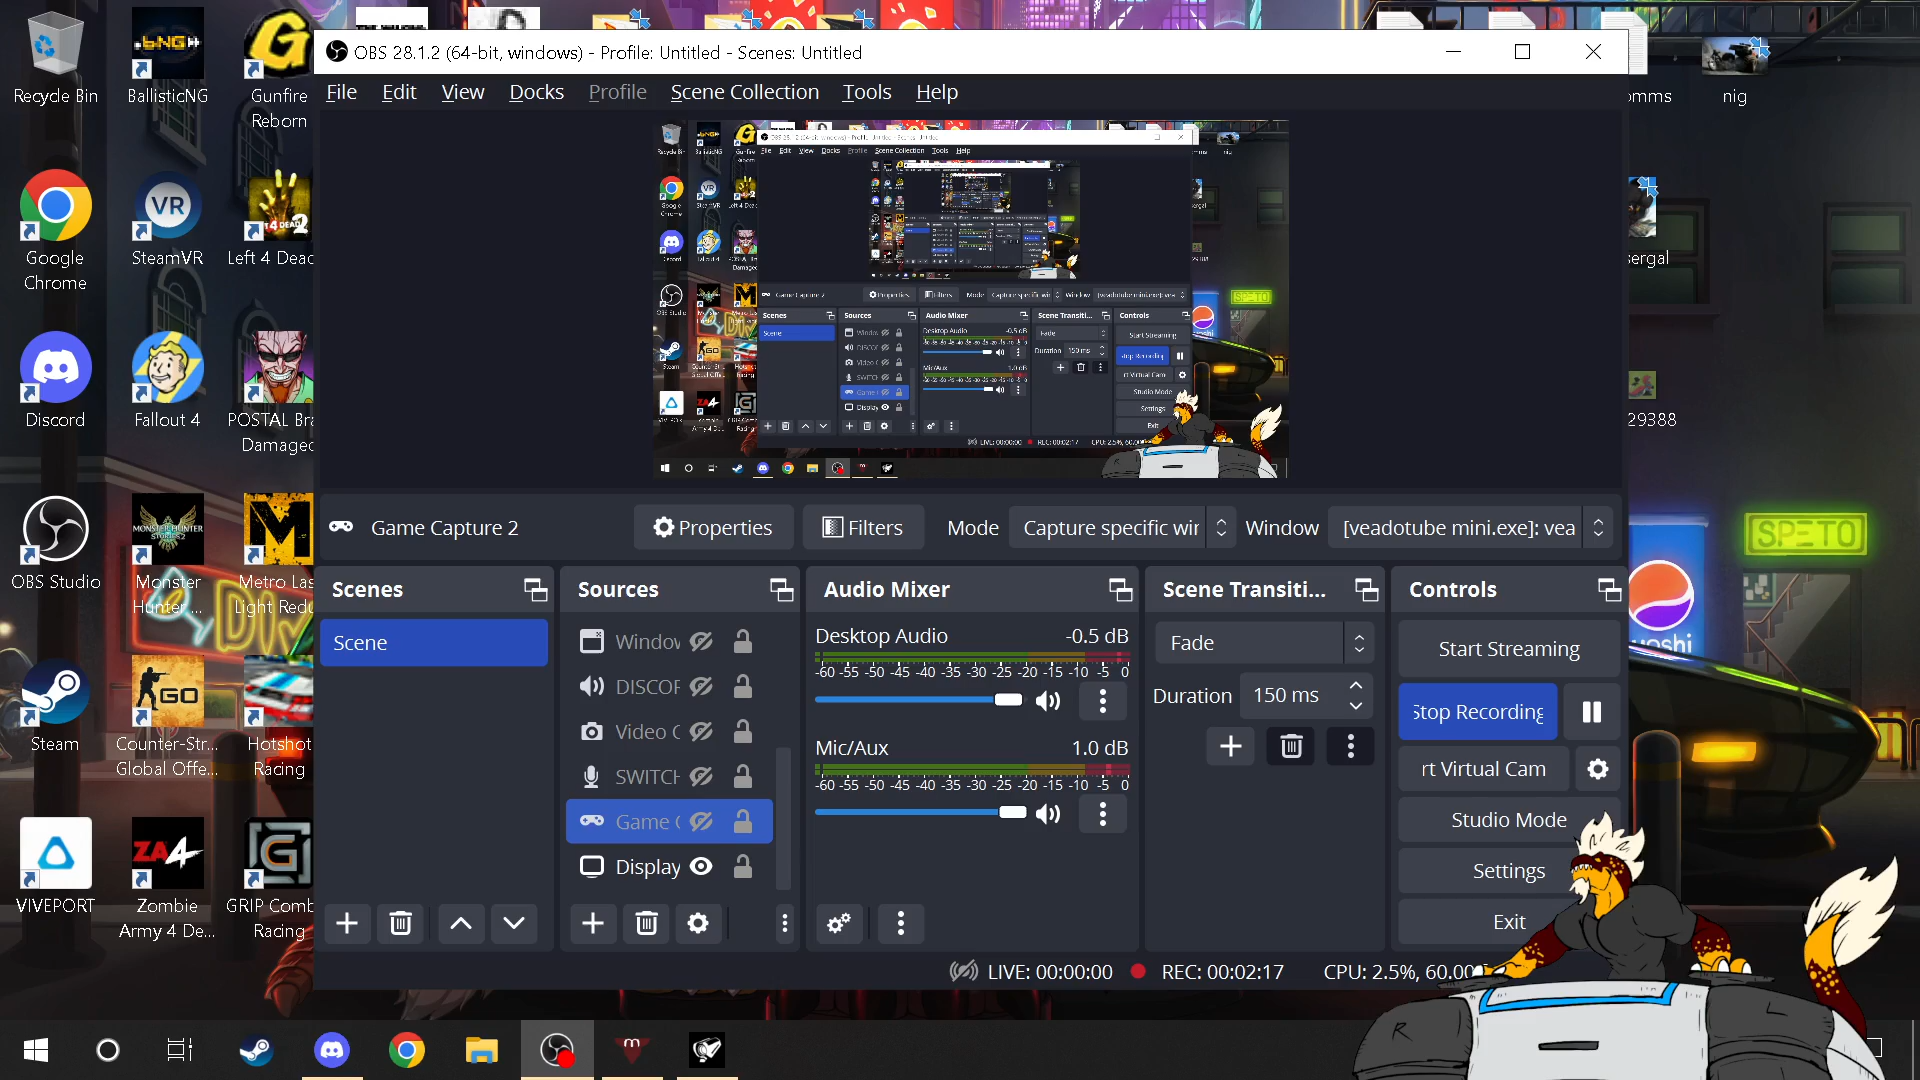 OBS 28.1.2 (64-bit, windows) - Profile: Untitled - Scenes: Untitled
File Edit View Docks Profile Scene Collection Tools Help
Recycle Bin
BallisticNG
Gunfire
Reborn
omms
nig
Google
Chrome
SteamVR
Left 4 Dead
sergal
Discord
Fallout 4
POSTAL Bra
Damaged
29388
OBS Studio
Monster
Hunter ...
Metro Las
Light Redu
Steam
Counter-Str...
Global Offe...
Hotshot
Racing
VIVEPORT
Zombie
Army 4 De...
GRIP Comb
Racing
Game Capture 2
Properties
Filters
Mode
Capture specific wir
Window
[veadotube mini.exe]: vea
Scenes
Scene
Sources
Window
DISCOR
Video C
SWITCH
Game C
Display
Audio Mixer
Desktop Audio -0.5 dB
-60 -55 -50 -45 -40 -35 -30 -25 -20 -15 -10 -5 0
Mic/Aux 1.0 dB
-60 -55 -50 -45 -40 -35 -30 -25 -20 -15 -10 -5 0
Scene Transiti...
Fade
Duration 150 ms
Controls
Start Streaming
Stop Recording
rt Virtual Cam
Studio Mode
Settings
Exit
LIVE: 00:00:00
REC: 00:02:17
CPU: 2.5%, 60.00
SPETO
R
L